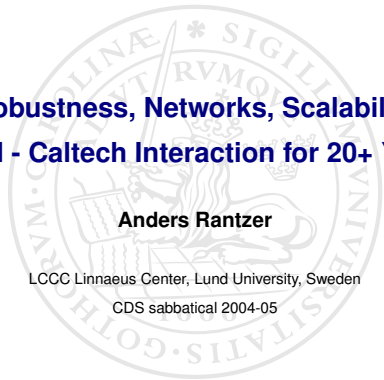 obustness, Networks, Scalabil
- Caltech Interaction for 20+
Anders Rantzer
LCCC Linnaeus Center, Lund University, Sweden
CDS sabbatical 2004-05